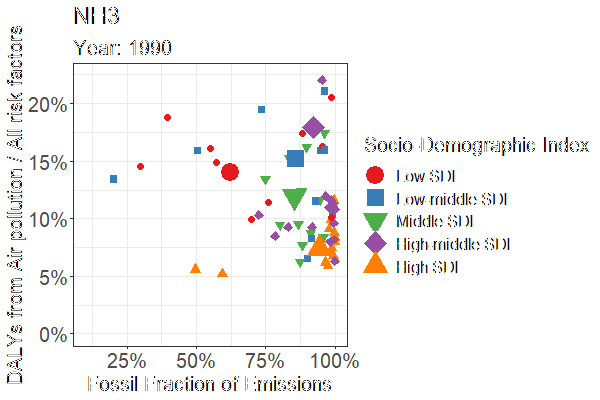 NH3
Year: 1990
DALYs from Air pollution / All risk factors
20%
15%
10%
5%
0%
25%
50%
75%
100%
Fossil Fraction of Emissions
Socio-Demographic Index
Low SDI
Low-middle SDI
Middle SDI
High-middle SDI
High SDI